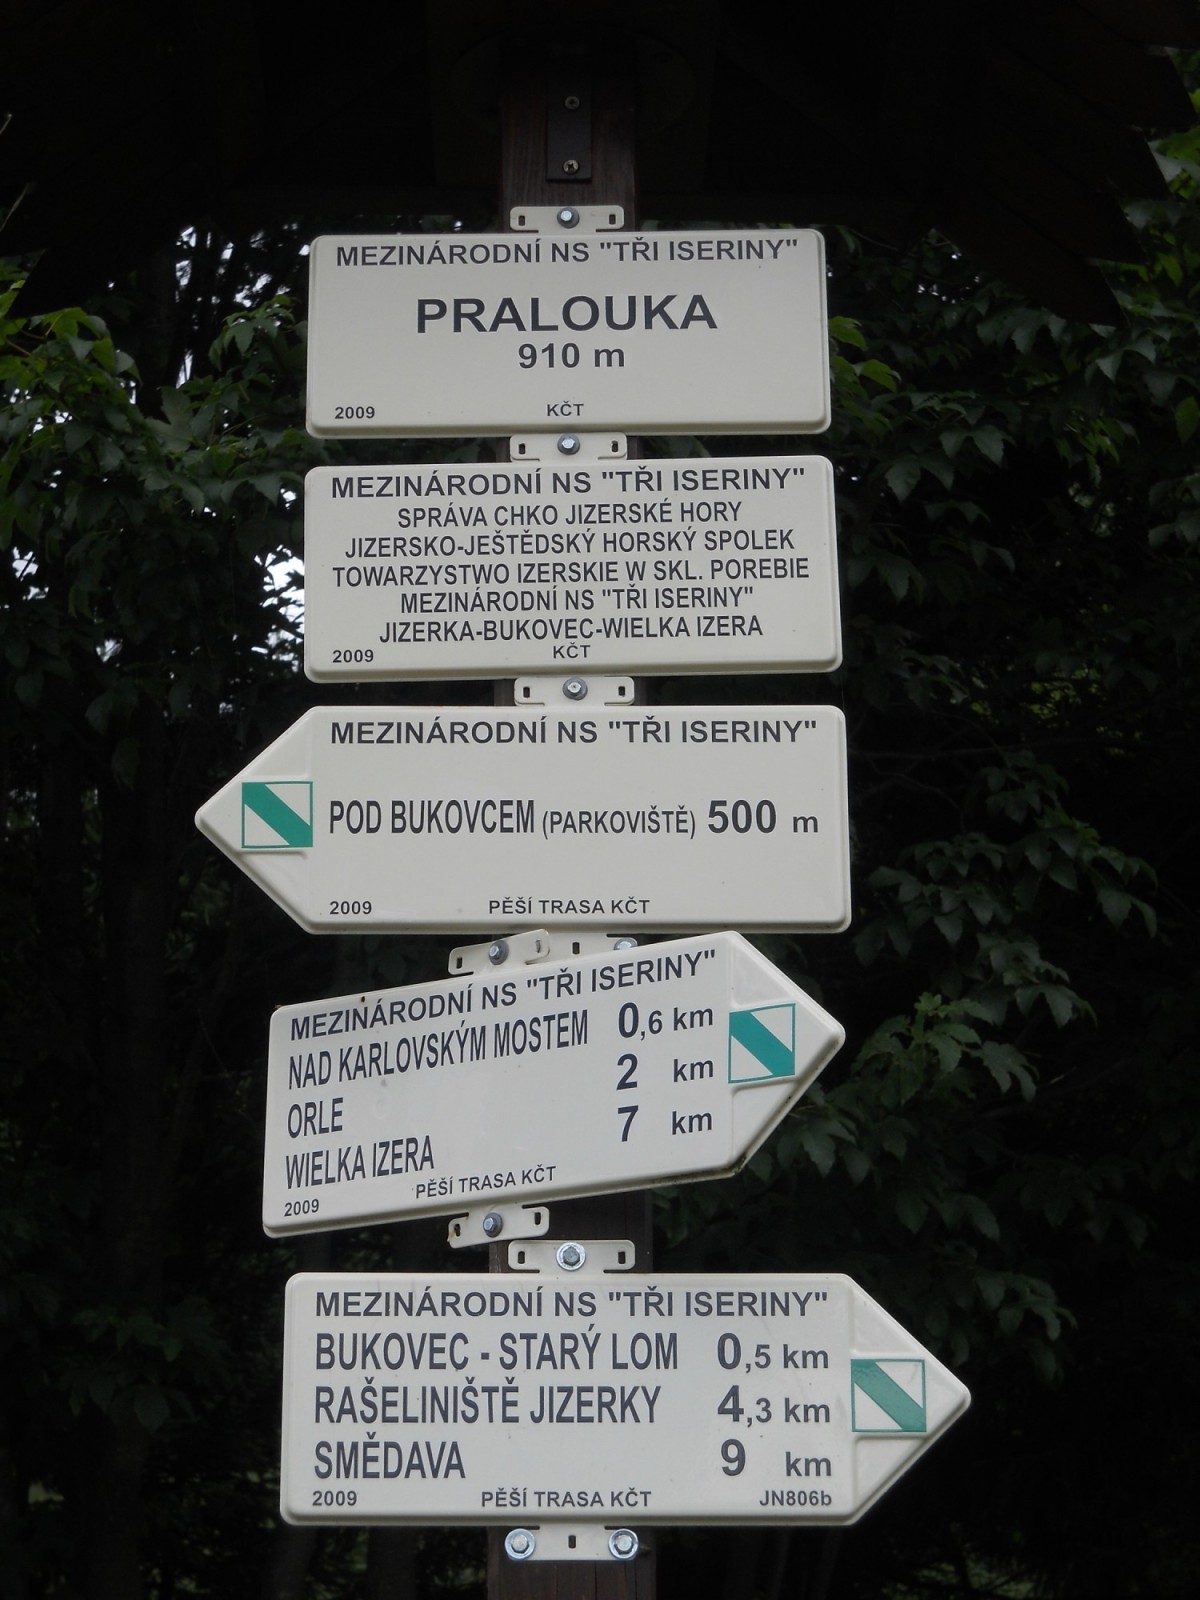 MEZINÁRODNÍ NS "TŘI ISERINY"
PRALOUKA
910 m
2009 KČT
MEZINÁRODNÍ NS "TŘI ISERINY"
SPRÁVA CHKO JIZERSKÉ HORY
JIZERSKO-JEŠTĚDSKÝ HORSKÝ SPOLEK
TOWARZYSTWO IZERSKIE W SKL. POREBIE
MEZINÁRODNÍ NS "TŘI ISERINY"
JIZERKA-BUKOVEC-WIELKA IZERA
2009 KČT
MEZINÁRODNÍ NS "TŘI ISERINY"
POD BUKOVCEM (PARKOVIŠTĚ) 500 m
2009 PĚŠÍ TRASA KČT
MEZINÁRODNÍ NS "TŘI ISERINY"
NAD KARLOVSKÝM MOSTEM 0,6 km
ORLE 2 km
WIELKA IZERA 7 km
2009 PĚŠÍ TRASA KČT
MEZINÁRODNÍ NS "TŘI ISERINY"
BUKOVEC - STARÝ LOM 0,5 km
RAŠELINIŠTĚ JIZERKY 4,3 km
SMĚDAVA 9 km
2009 PĚŠÍ TRASA KČT JN806b